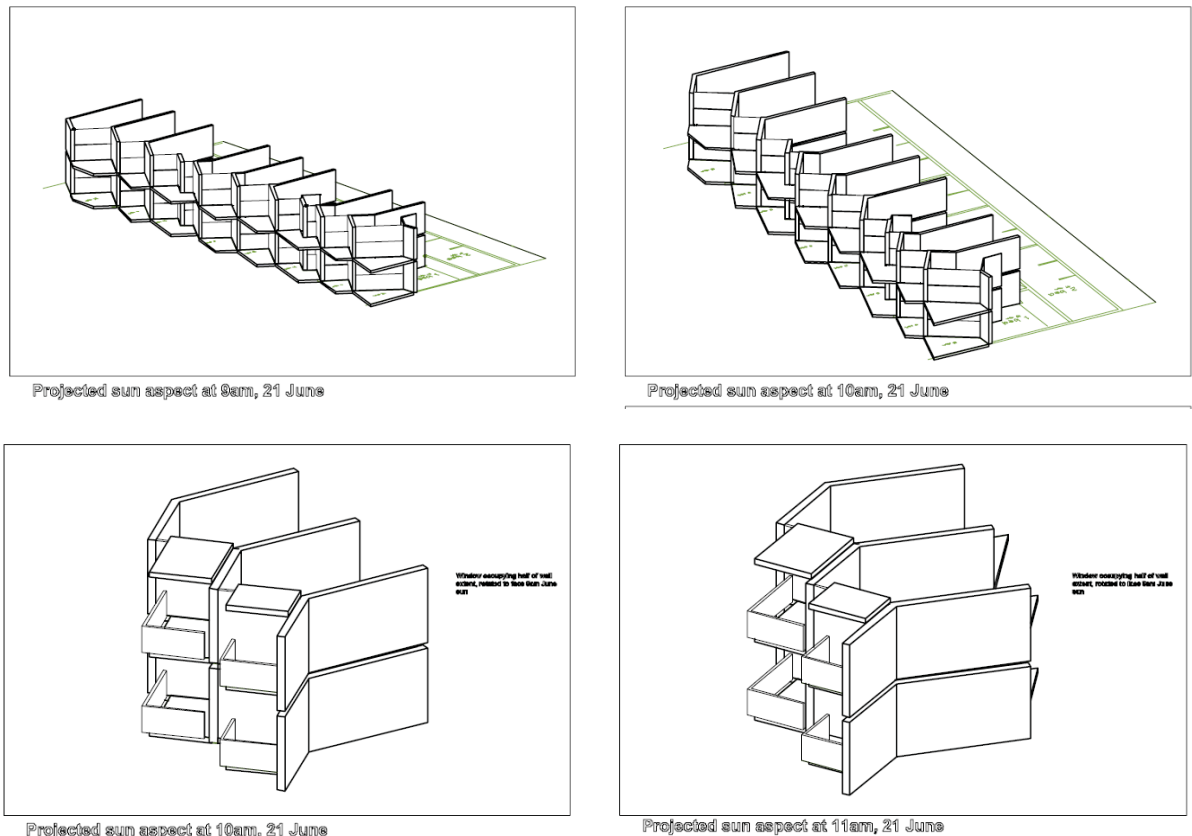 Projected sun aspect at 9am, 21 June
Projected sun aspect at 10am, 21 June
Window occupying half of wall
extent, rotated to face 9am June
sun
Window occupying half of wall
extent, rotated to face 9am June
sun
Projected sun aspect at 10am, 21 June
Projected sun aspect at 11am, 21 June